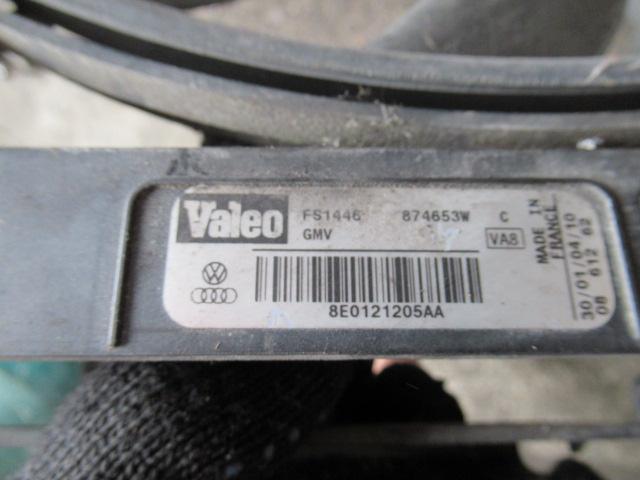 Valeo
FS1446 874653W C
GMV VA8
8E0121205AA
MADE IN
FRANCE
30/01/04/10
08 612 62